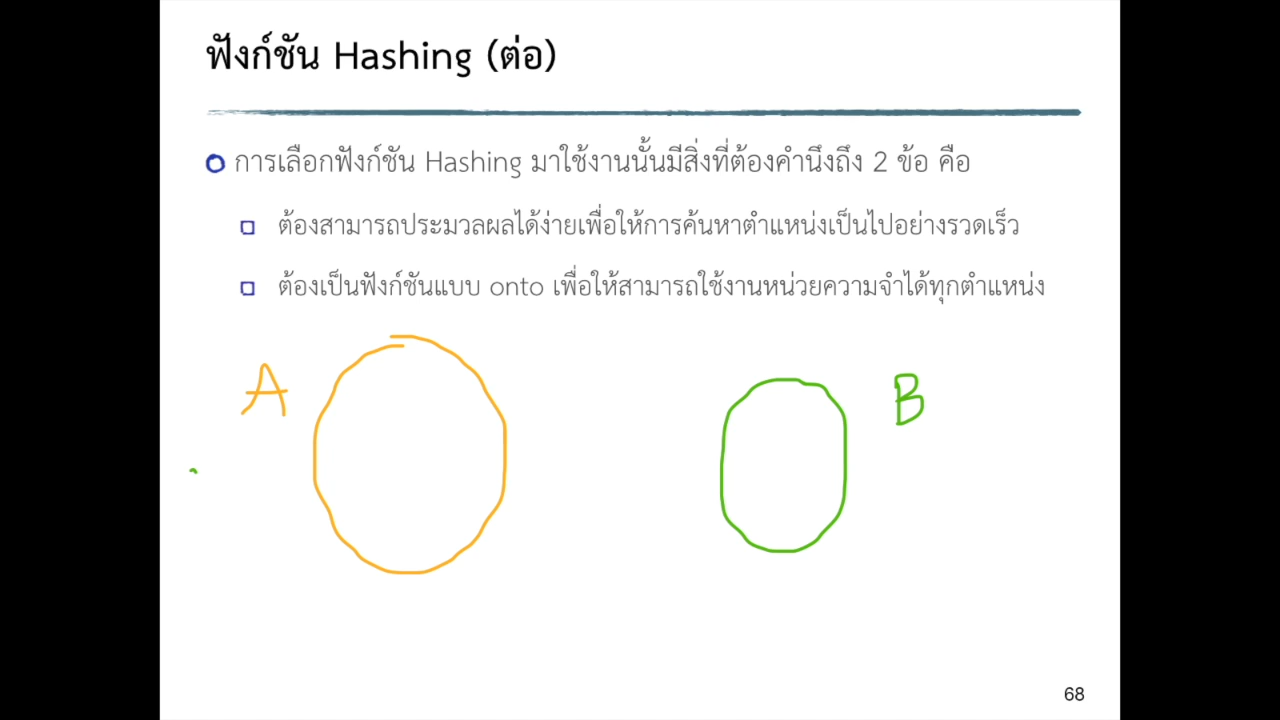 ฟังก์ชัน Hashing (ต่อ)
การเลือกฟังก์ชัน Hashing มาใช้งานนั้นมีสิ่งที่ต้องคำนึงถึง 2 ข้อ คือ
ต้องสามารถประมวลผลได้ง่ายเพื่อให้การค้นหาตำแหน่งเป็นไปอย่างรวดเร็ว
ต้องเป็นฟังก์ชันแบบ onto เพื่อให้สามารถใช้งานหน่วยความจำได้ทุกตำแหน่ง
A
B
68